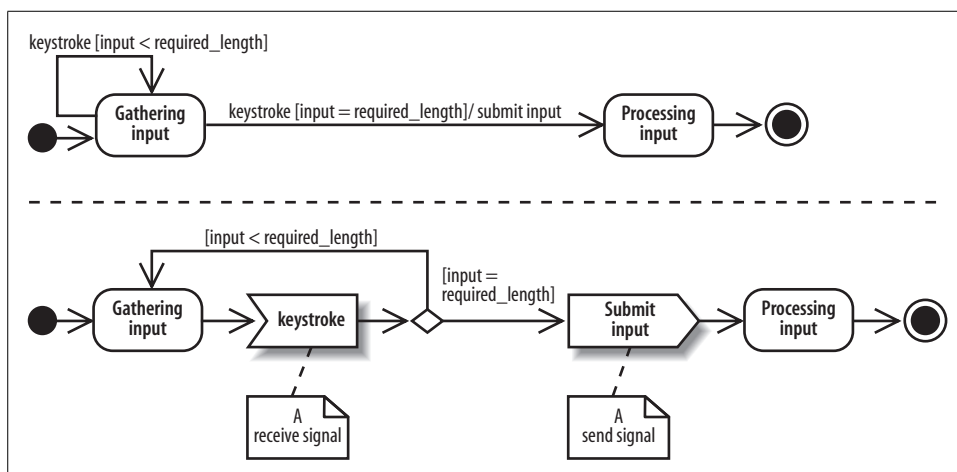 keystroke [input < required_length]
Gathering
input
keystroke [input = required_length]/ submit input
Processing
input
[input < required_length]
[input =
required_length]
Gathering
input
keystroke
Submit
input
Processing
input
A
receive signal
A
send signal